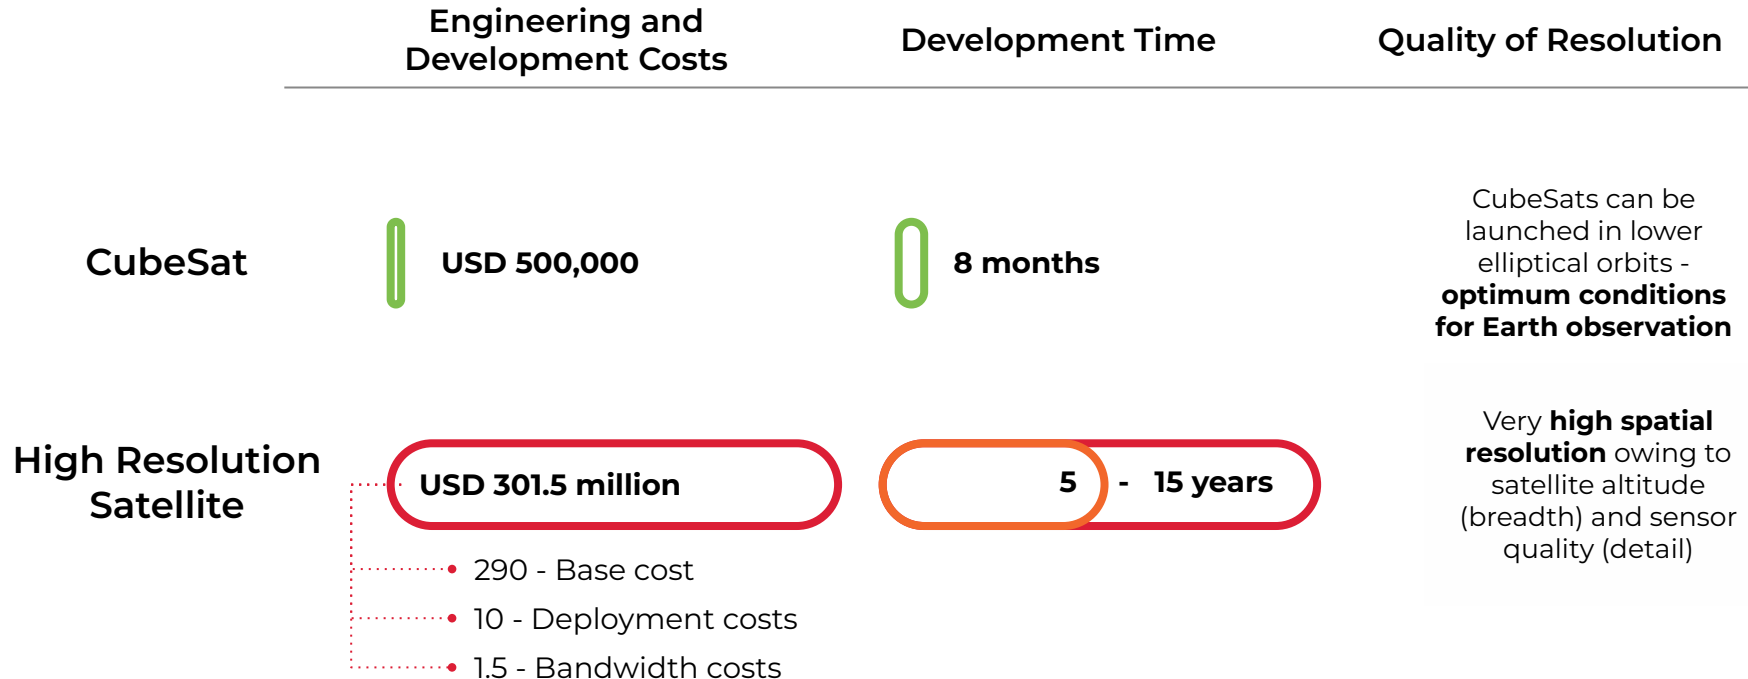 Engineering and
Development Costs
Development Time
Quality of Resolution
CubeSat
USD 500,000
8 months
CubeSats can be
launched in lower
elliptical orbits -
optimum conditions
for Earth observation
High Resolution
Satellite
USD 301.5 million
5 - 15 years
Very high spatial
resolution owing to
satellite altitude
(breadth) and sensor
quality (detail)
290 - Base cost
10 - Deployment costs
1.5 - Bandwidth costs